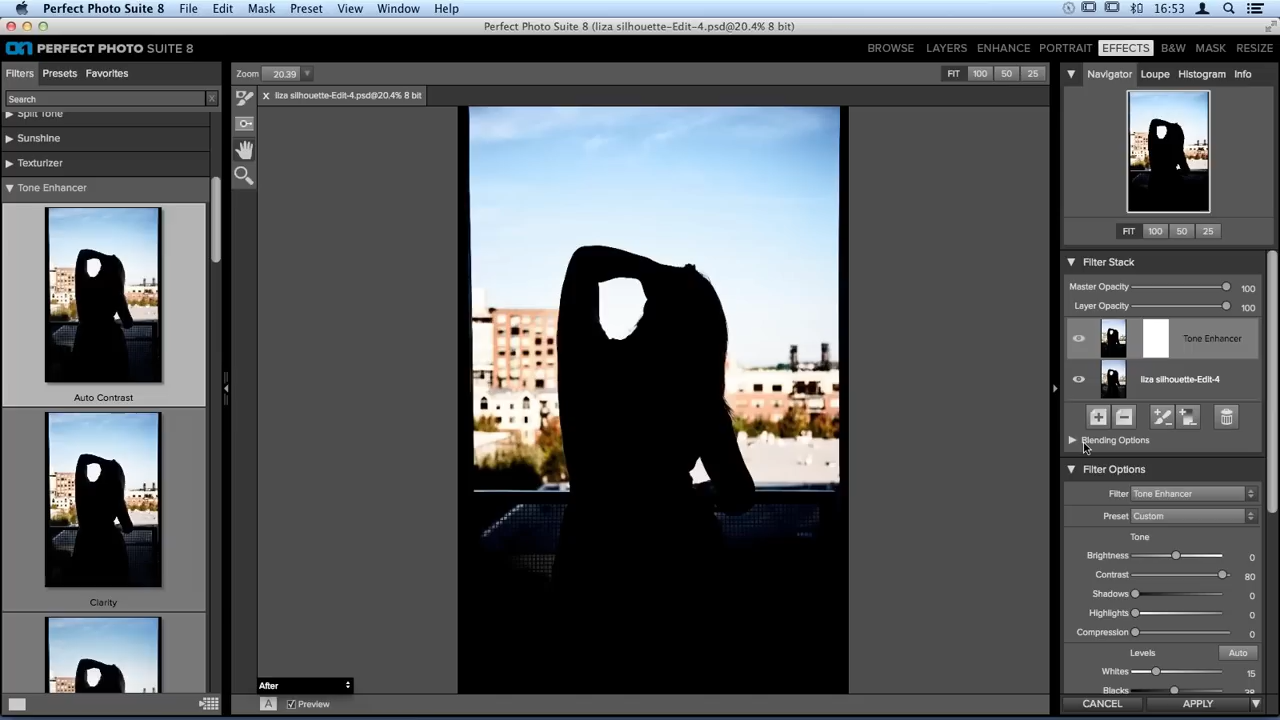 Perfect Photo Suite 8 File Edit Mask Preset View Window Help 16:53
Perfect Photo Suite 8 (liza silhouette-Edit-4.psd@20.4% 8 bit)
on PERFECT PHOTO SUITE 8 BROWSE LAYERS ENHANCE PORTRAIT EFFECTS B&W MASK RESIZE
Filters Presets Favorites
Search X
Split Tone
Sunshine
Texturizer
Tone Enhancer
Auto Contrast
Clarity
Zoom 20.39 FIT 100 50 25
x liza silhouette-Edit-4.psd@20.4% 8 bit
After
A Preview
Navigator Loupe Histogram Info
FIT 100 50 25
Filter Stack
Master Opacity 100
Layer Opacity 100
Tone Enhancer
liza silhouette-Edit-4
Blending Options
Filter Options
Filter Tone Enhancer
Preset Custom
Tone
Brightness 0
Contrast 80
Shadows 0
Highlights 0
Compression 0
Levels Auto
Whites 15
Blacks 38
CANCEL APPLY